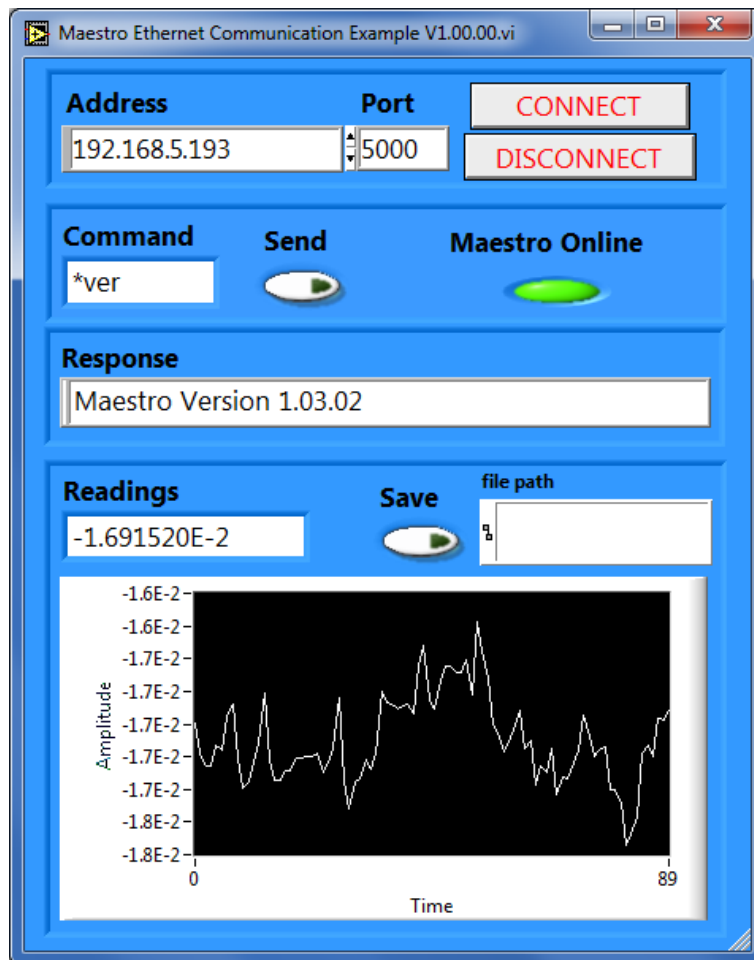 Maestro Ethernet Communication Example V1.00.00.vi
Address Port CONNECT
192.168.5.193 5000 DISCONNECT
Command Send Maestro Online
*ver
Response
Maestro Version 1.03.02
Readings Save file path
-1.691520E-2
-1.6E-2
-1.6E-2
-1.7E-2
-1.7E-2
-1.7E-2
-1.7E-2
-1.7E-2
-1.8E-2
-1.8E-2
Amplitude
0 89
Time